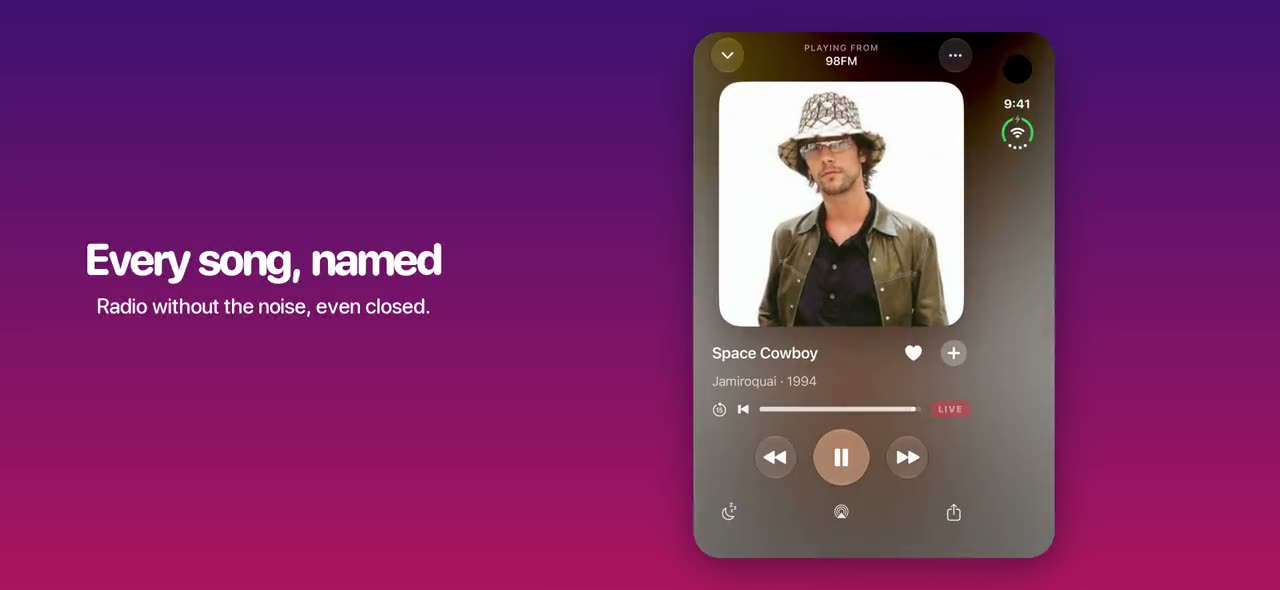 Every song, named
Radio without the noise, even closed.
PLAYING FROM
98FM
9:41
Space Cowboy
Jamiroquai · 1994
15
LIVE